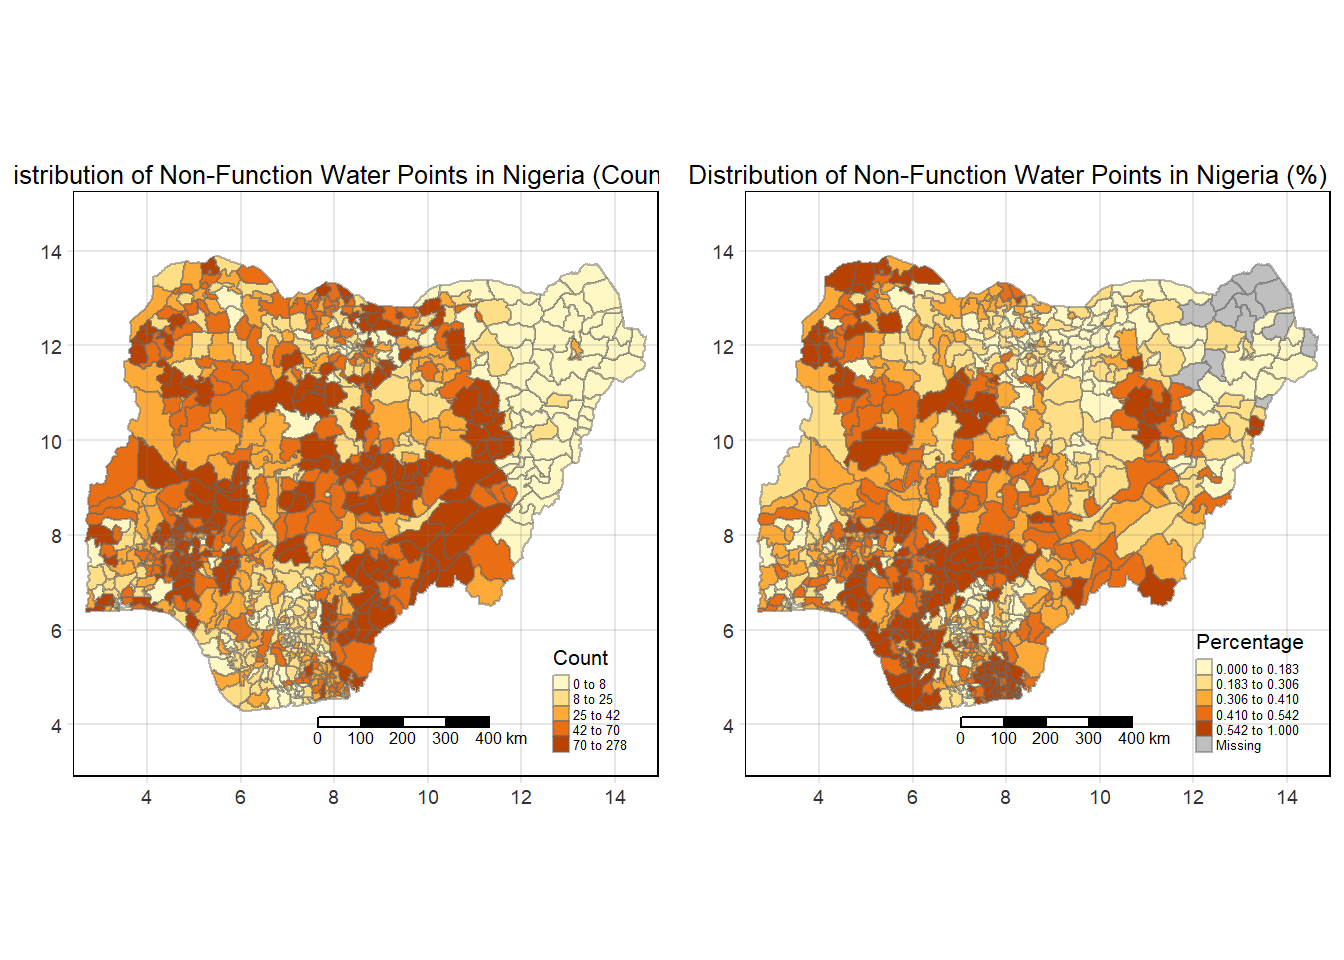 istribution of Non-Function Water Points in Nigeria (Coun
14
12
10
8
6
4
4 6 8 10 12 14
Count
0 to 8
8 to 25
25 to 42
42 to 70
70 to 278
0 100 200 300 400 km
Distribution of Non-Function Water Points in Nigeria (%)
14
12
10
8
6
4
4 6 8 10 12 14
Percentage
0.000 to 0.183
0.183 to 0.306
0.306 to 0.410
0.410 to 0.542
0.542 to 1.000
Missing
0 100 200 300 400 km